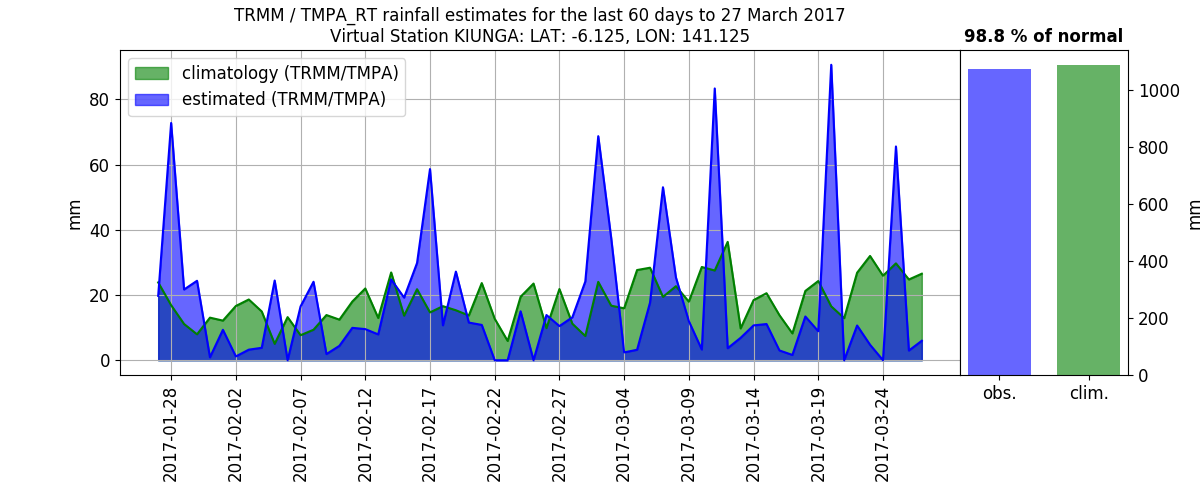 TRMM / TMPA_RT rainfall estimates for the last 60 days to 27 March 2017
Virtual Station KIUNGA: LAT: -6.125, LON: 141.125
98.8 % of normal
climatology (TRMM/TMPA)
estimated (TRMM/TMPA)
mm
80
60
40
20
0
2017-01-28
2017-02-02
2017-02-07
2017-02-12
2017-02-17
2017-02-22
2017-02-27
2017-03-04
2017-03-09
2017-03-14
2017-03-19
2017-03-24
obs.
clim.
1000
800
600
400
200
0
mm